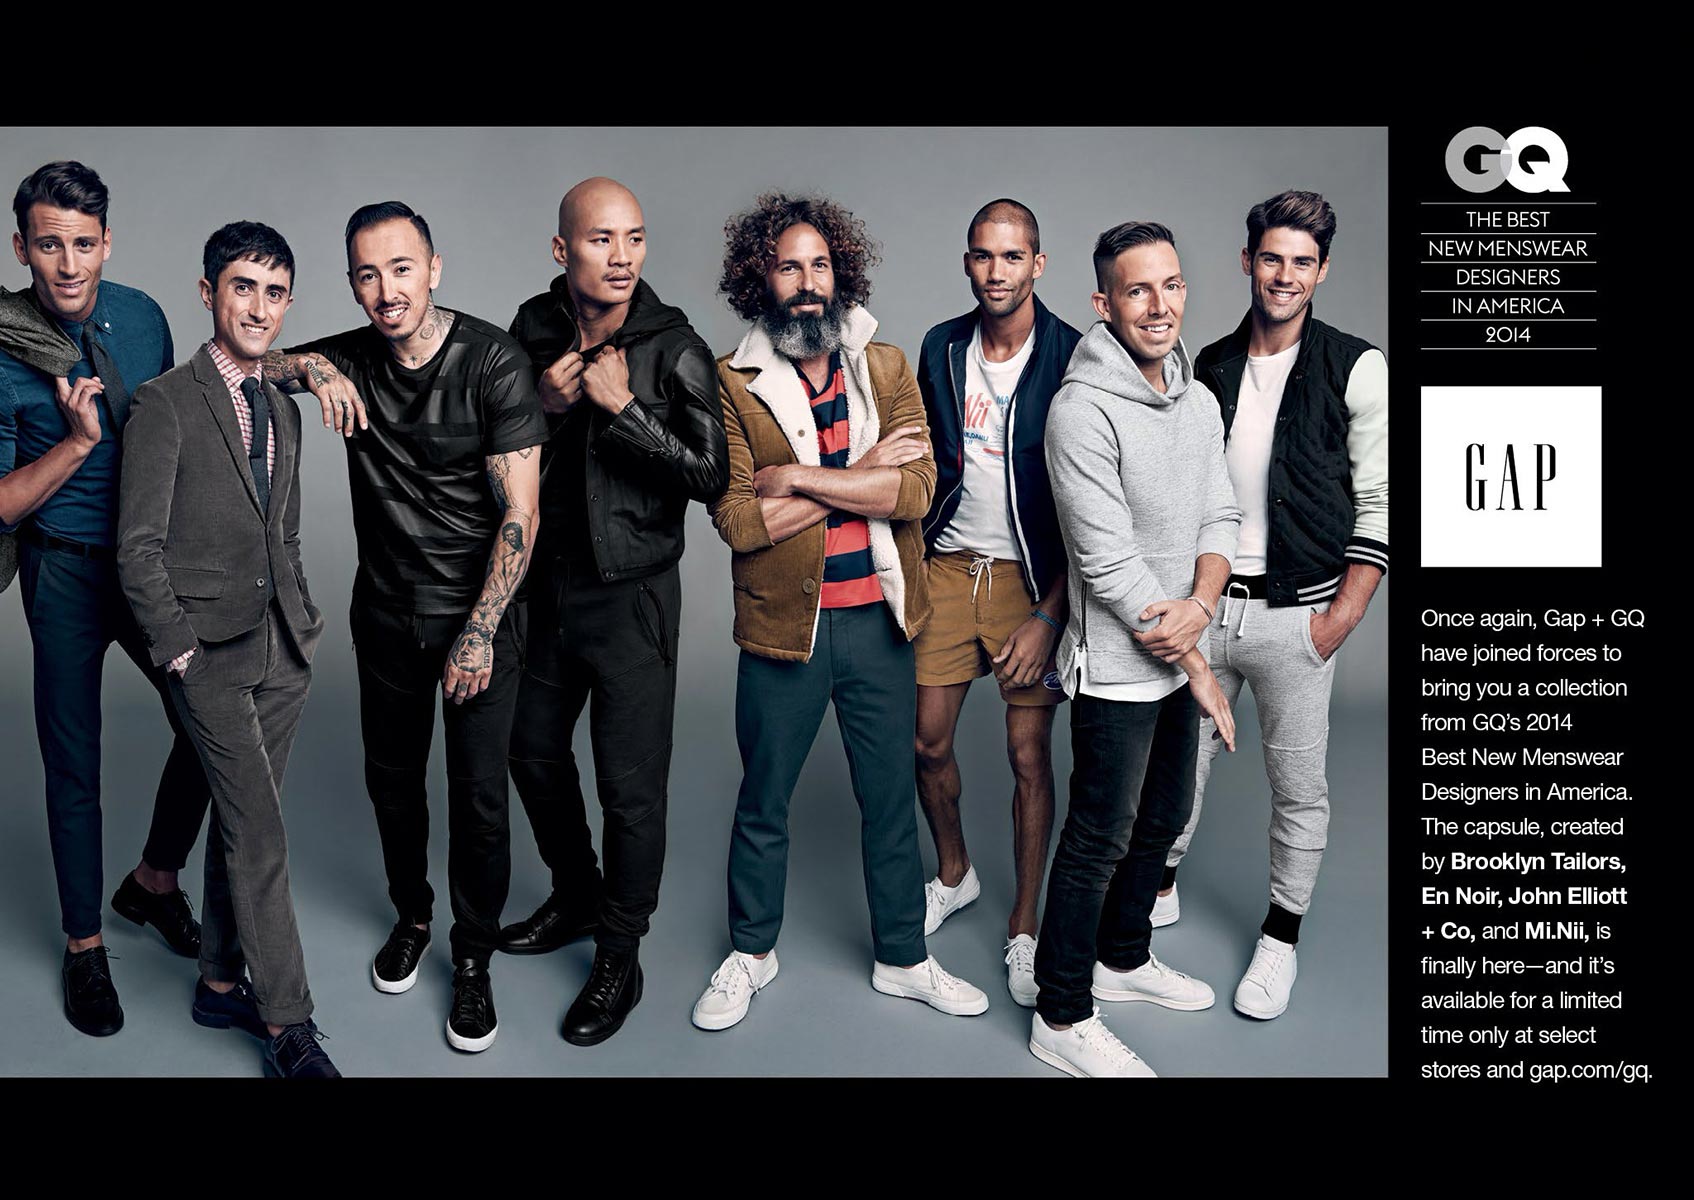 GQ
THE BEST
NEW MENSWEAR
DESIGNERS
IN AMERICA
2014
GAP
Once again, Gap + GQ
have joined forces to
bring you a collection
from GQ's 2014
Best New Menswear
Designers in America.
The capsule, created
by Brooklyn Tailors,
En Noir, John Elliott
+ Co, and Mi.Nii, is
finally here—and it's
available for a limited
time only at select
stores and gap.com/gq.
Nii